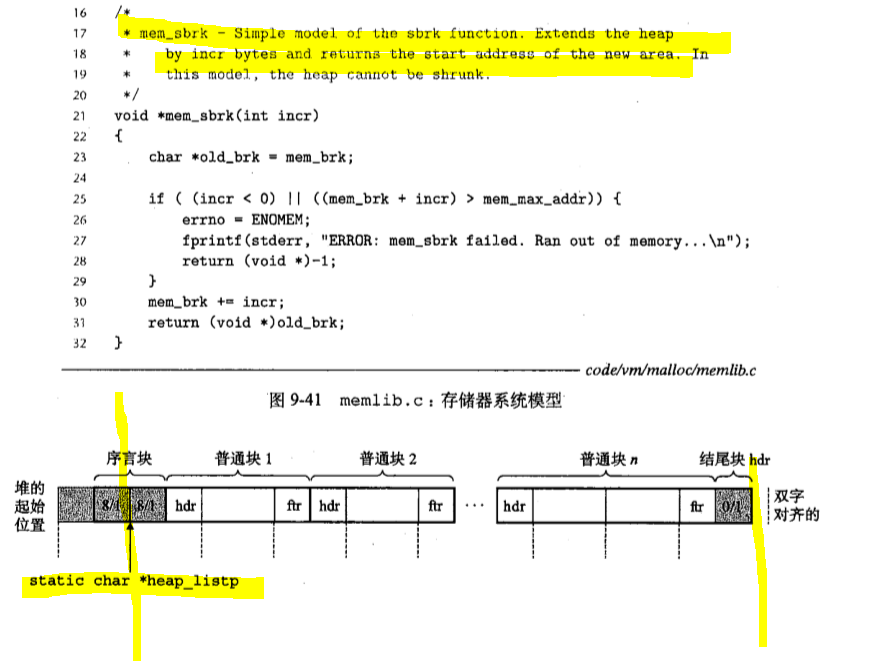 16 /*
17 * mem_sbrk - Simple model of the sbrk function. Extends the heap
18 * by incr bytes and returns the start address of the new area. In
19 * this model, the heap cannot be shrunk.
20 */
21 void *mem_sbrk(int incr)
22 {
23 char *old_brk = mem_brk;
24
25 if ( (incr < 0) || ((mem_brk + incr) > mem_max_addr)) {
26 errno = ENOMEM;
27 fprintf(stderr, "ERROR: mem_sbrk failed. Ran out of memory...\n");
28 return (void *)-1;
29 }
30 mem_brk += incr;
31 return (void *)old_brk;
32 }
code/vm/malloc/memlib.c
图 9-41 memlib.c：存储器系统模型
序言块 普通块 1 普通块 2 普通块 n 结尾块 hdr
堆的
起始
位置
8/1 8/1 hdr ftr hdr ftr ... hdr ftr 0/1
双字
对齐的
static char *heap_listp